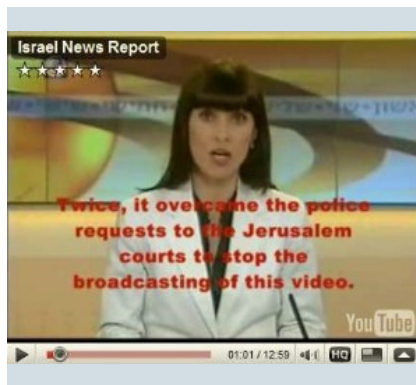 Israel News Report
Twice, it overcame the police
requests to the Jerusalem
courts to stop the
broadcasting of this video.
YouTube
01:01 / 12:59
HQ